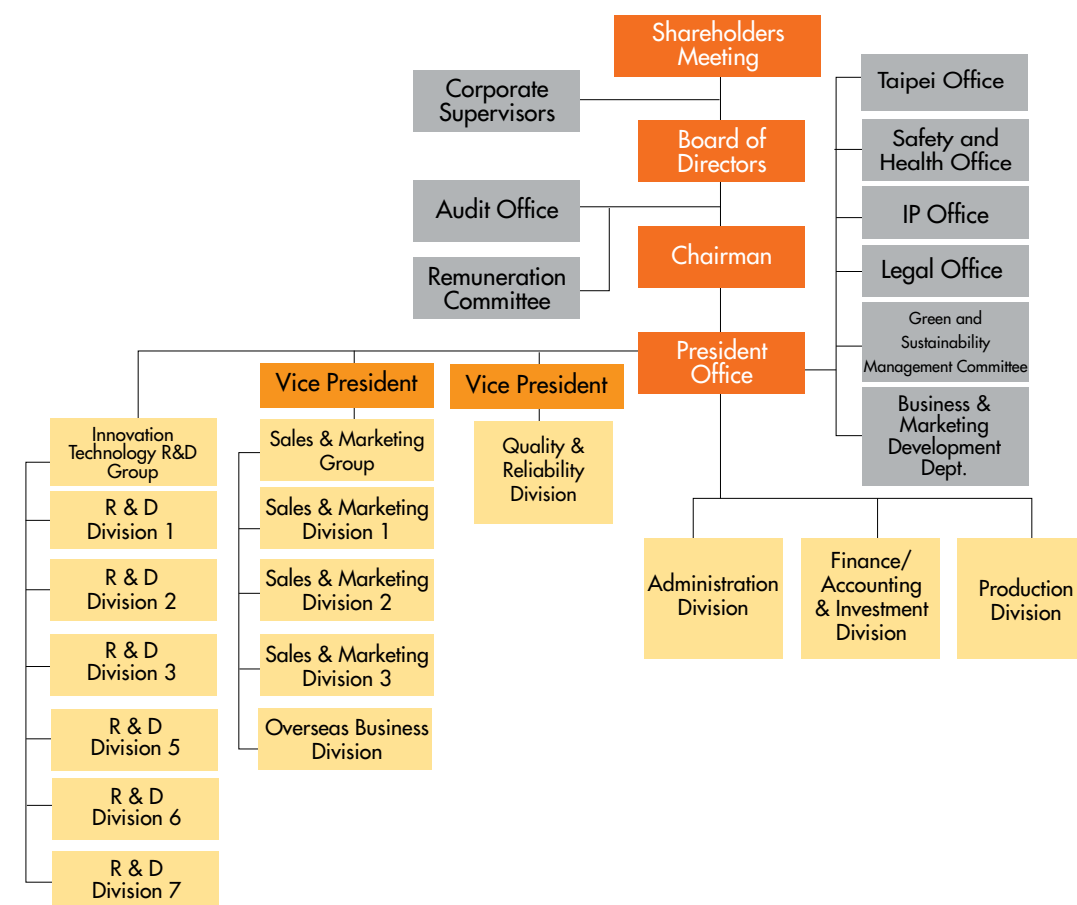 Shareholders
Meeting
Corporate
Supervisors
Board of
Directors
Audit Office
Remuneration
Committee
Chairman
President
Office
Taipei Office
Safety and
Health Office
IP Office
Legal Office
Green and
Sustainability
Management Committee
Business &
Marketing
Development
Dept.
Vice President
Vice President
Innovation
Technology R&D
Group
R & D
Division 1
R & D
Division 2
R & D
Division 3
R & D
Division 5
R & D
Division 6
R & D
Division 7
Sales & Marketing
Group
Sales & Marketing
Division 1
Sales & Marketing
Division 2
Sales & Marketing
Division 3
Overseas Business
Division
Quality &
Reliability
Division
Administration
Division
Finance/
Accounting
& Investment
Division
Production
Division